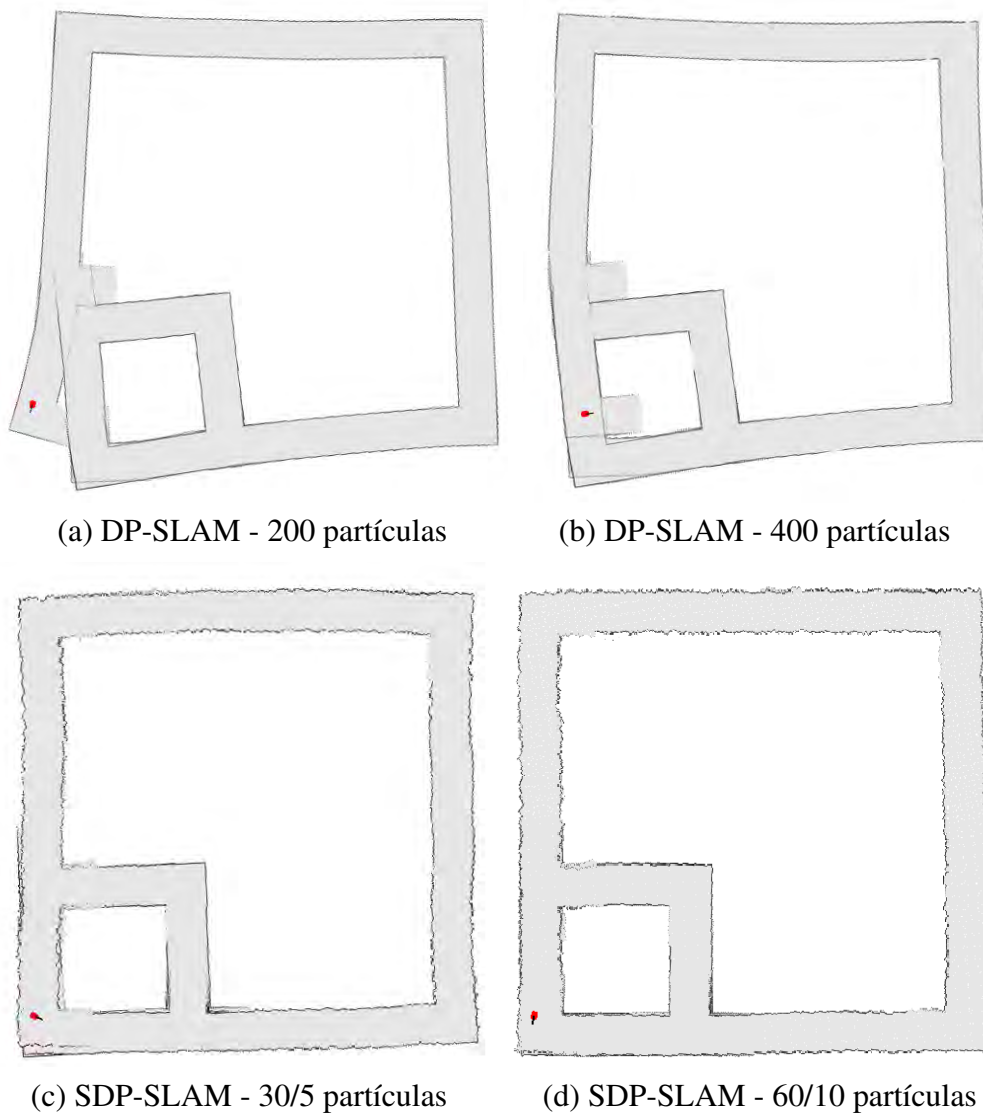 (a) DP-SLAM - 200 partículas
(b) DP-SLAM - 400 partículas
(c) SDP-SLAM - 30/5 partículas
(d) SDP-SLAM - 60/10 partículas